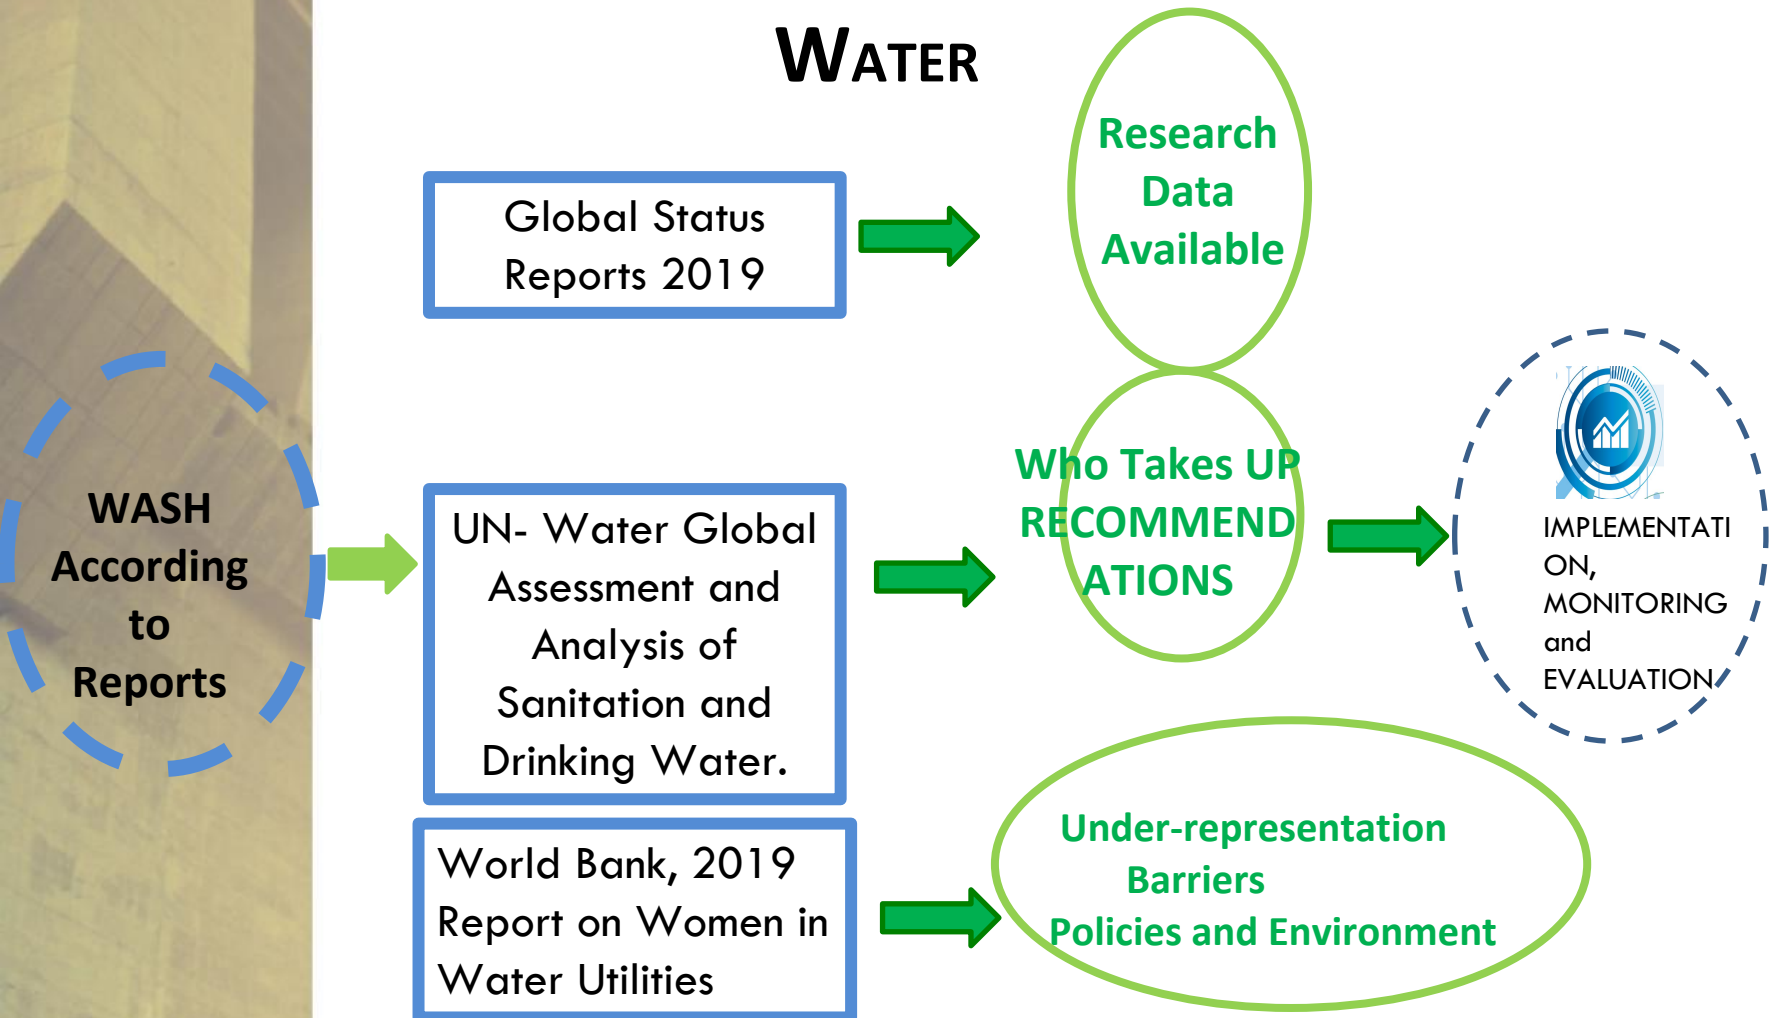 WATER
WASH
According
to
Reports
Global Status
Reports 2019
Research
Data
Available
UN- Water Global
Assessment and
Analysis of
Sanitation and
Drinking Water.
Who Takes UP
RECOMMEND
ATIONS
IMPLEMENTATI
ON,
MONITORING
and
EVALUATION
World Bank, 2019
Report on Women in
Water Utilities
Under-representation
Barriers
Policies and Environment